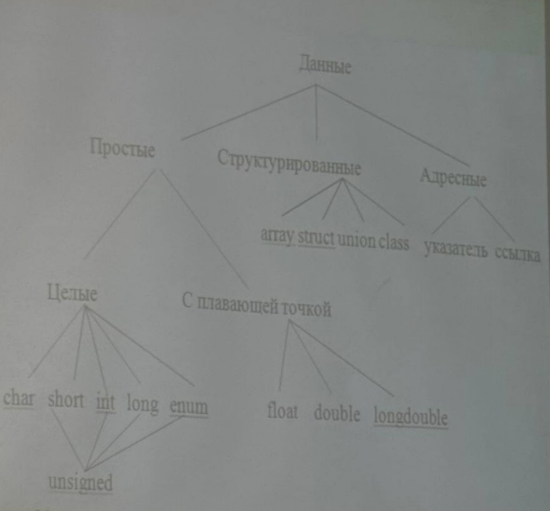 Данные
Простые Структурированные Адресные
array struct union class указатель ссылка
Целые С плавающей точкой
char short int long enum float double longdouble
unsigned